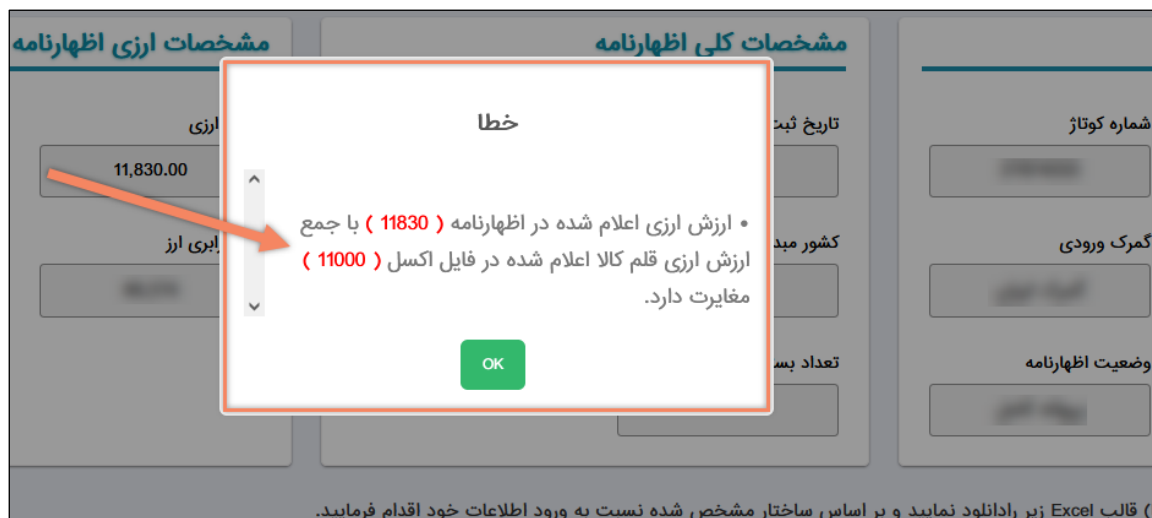 مشخصات کلی اظهارنامه
مشخصات ارزی اظهارنامه
شماره کوتاژ
تاریخ ثبت
ارزی
11,830.00
گمرک ورودی
کشور مبد
رابری ارز
وضعیت اظهارنامه
تعداد بس
خطا
• ارزش ارزی اعلام شده در اظهارنامه ( 11830 ) با جمع
ارزش ارزی قلم کالا اعلام شده در فایل اکسل ( 11000 )
مغایرت دارد.
OK
) قالب Excel زیر رادانلود نمایید و بر اساس ساختار مشخص شده نسبت به ورود اطلاعات خود اقدام فرمایید.